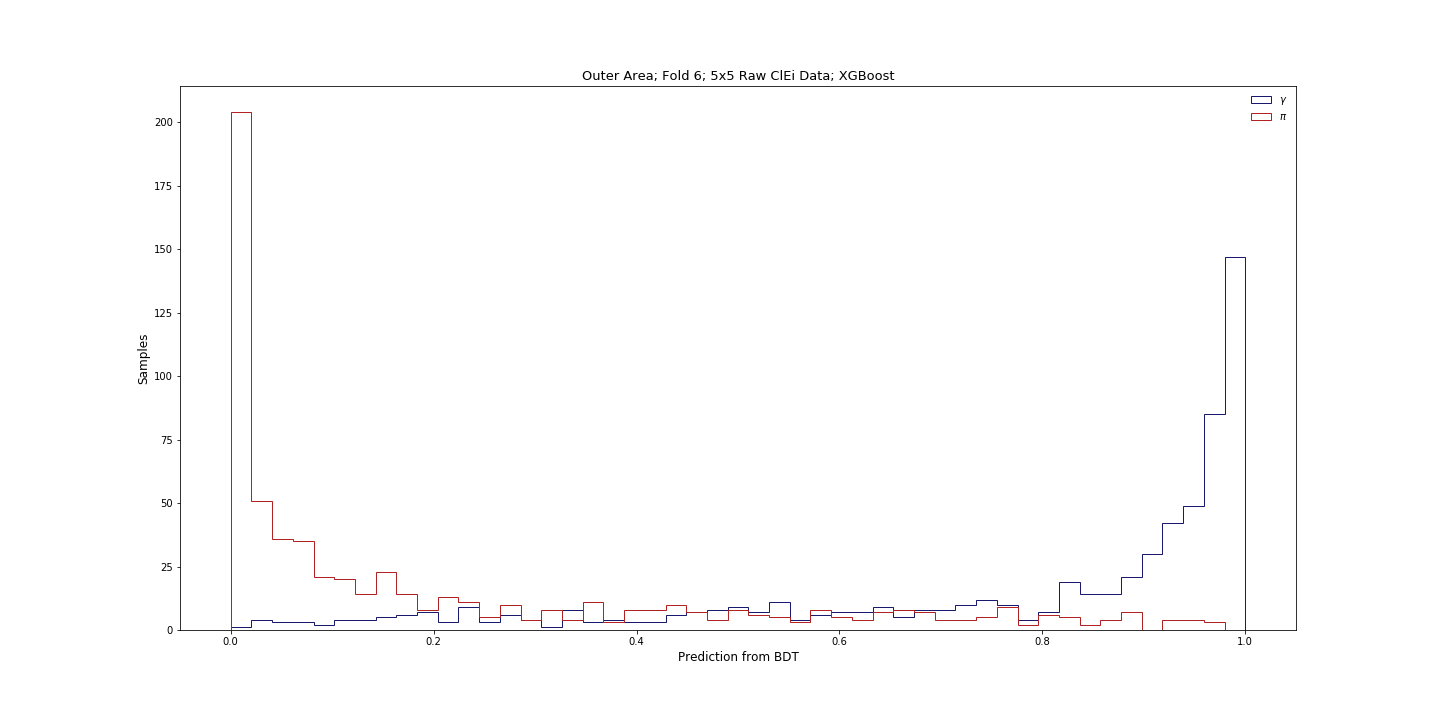 Outer Area; Fold 6; 5x5 Raw ClEi Data; XGBoost
γ
π
200
175
150
125
100
75
50
25
0
Samples
0.0 0.2 0.4 0.6 0.8 1.0
Prediction from BDT